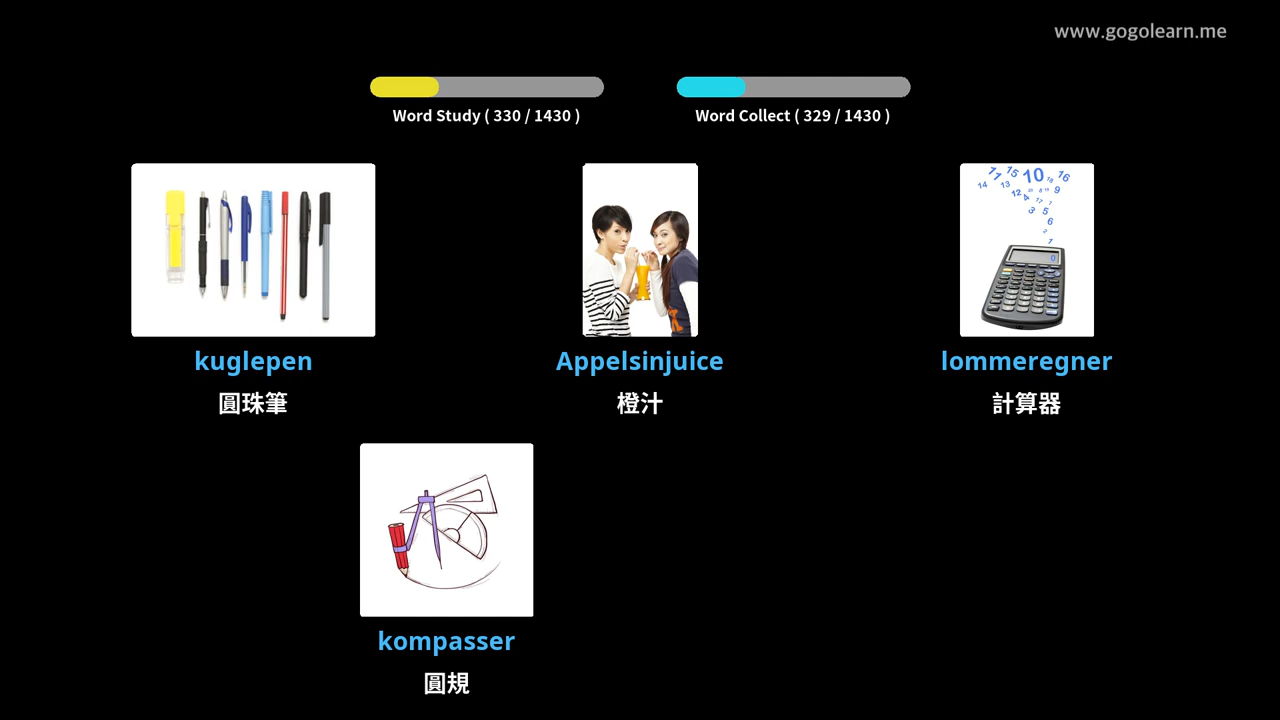 www.gogolearn.me
Word Study ( 330 / 1430 )
Word Collect ( 329 / 1430 )
kuglepen
圓珠筆
Appelsinjuice
橙汁
lommeregner
計算器
kompasser
圓規